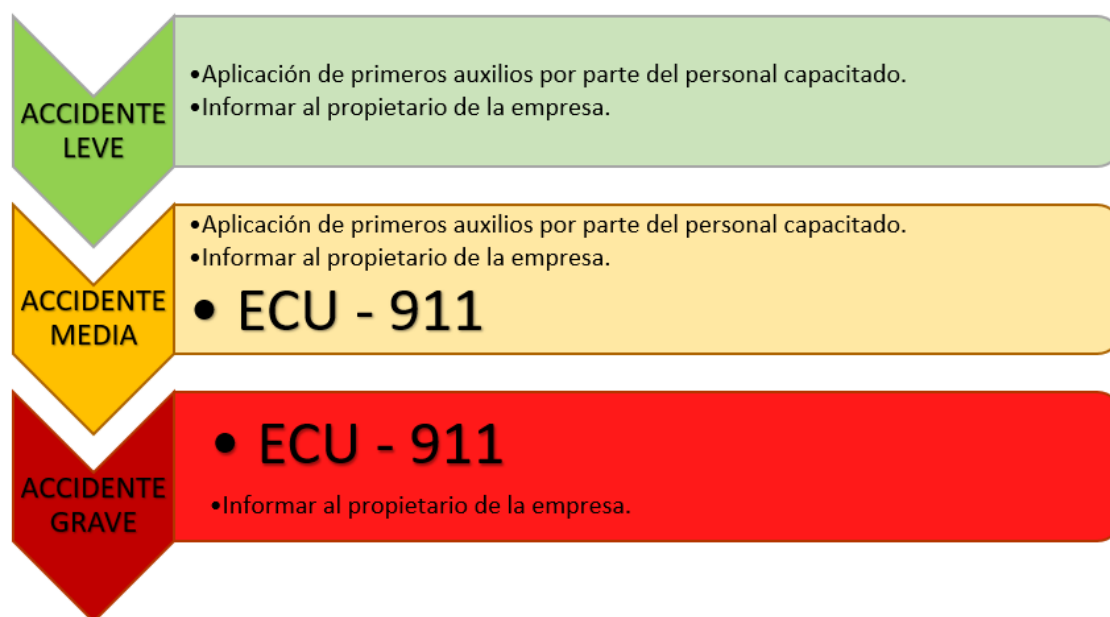 ACCIDENTE
LEVE
•Aplicación de primeros auxilios por parte del personal capacitado.
•Informar al propietario de la empresa.
ACCIDENTE
MEDIA
•Aplicación de primeros auxilios por parte del personal capacitado.
•Informar al propietario de la empresa.
• ECU - 911
ACCIDENTE
GRAVE
• ECU - 911
•Informar al propietario de la empresa.